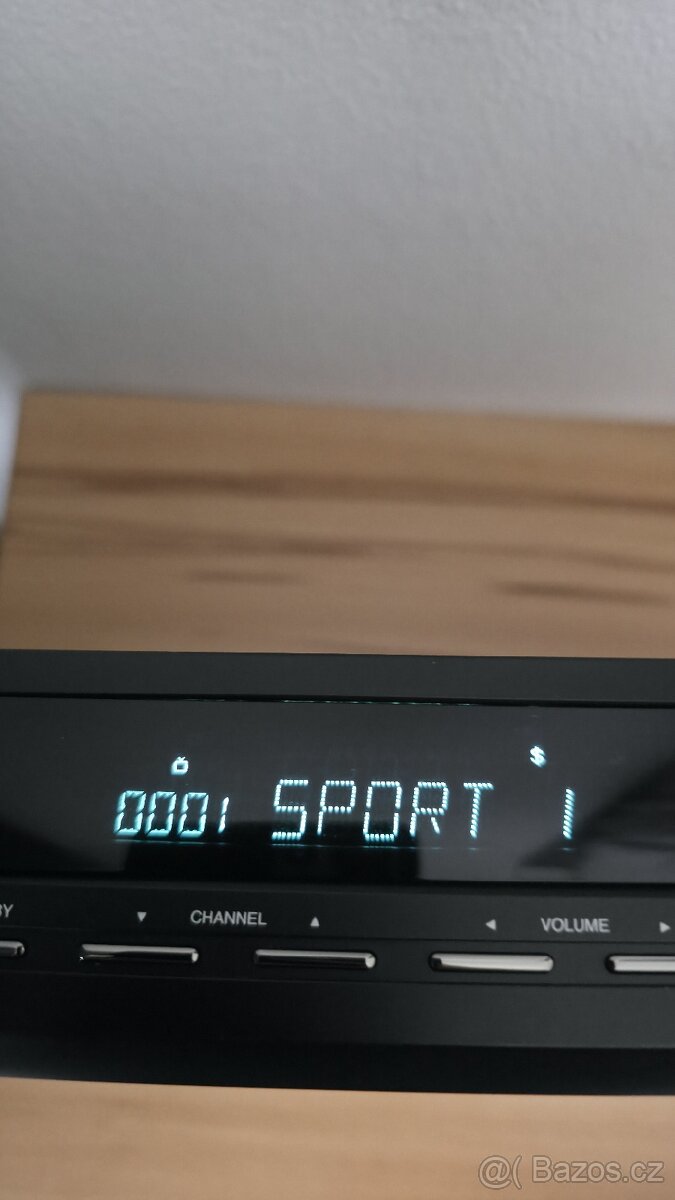 $
0001 SPORT 1
CHANNEL VOLUME
@( Bazos.cz